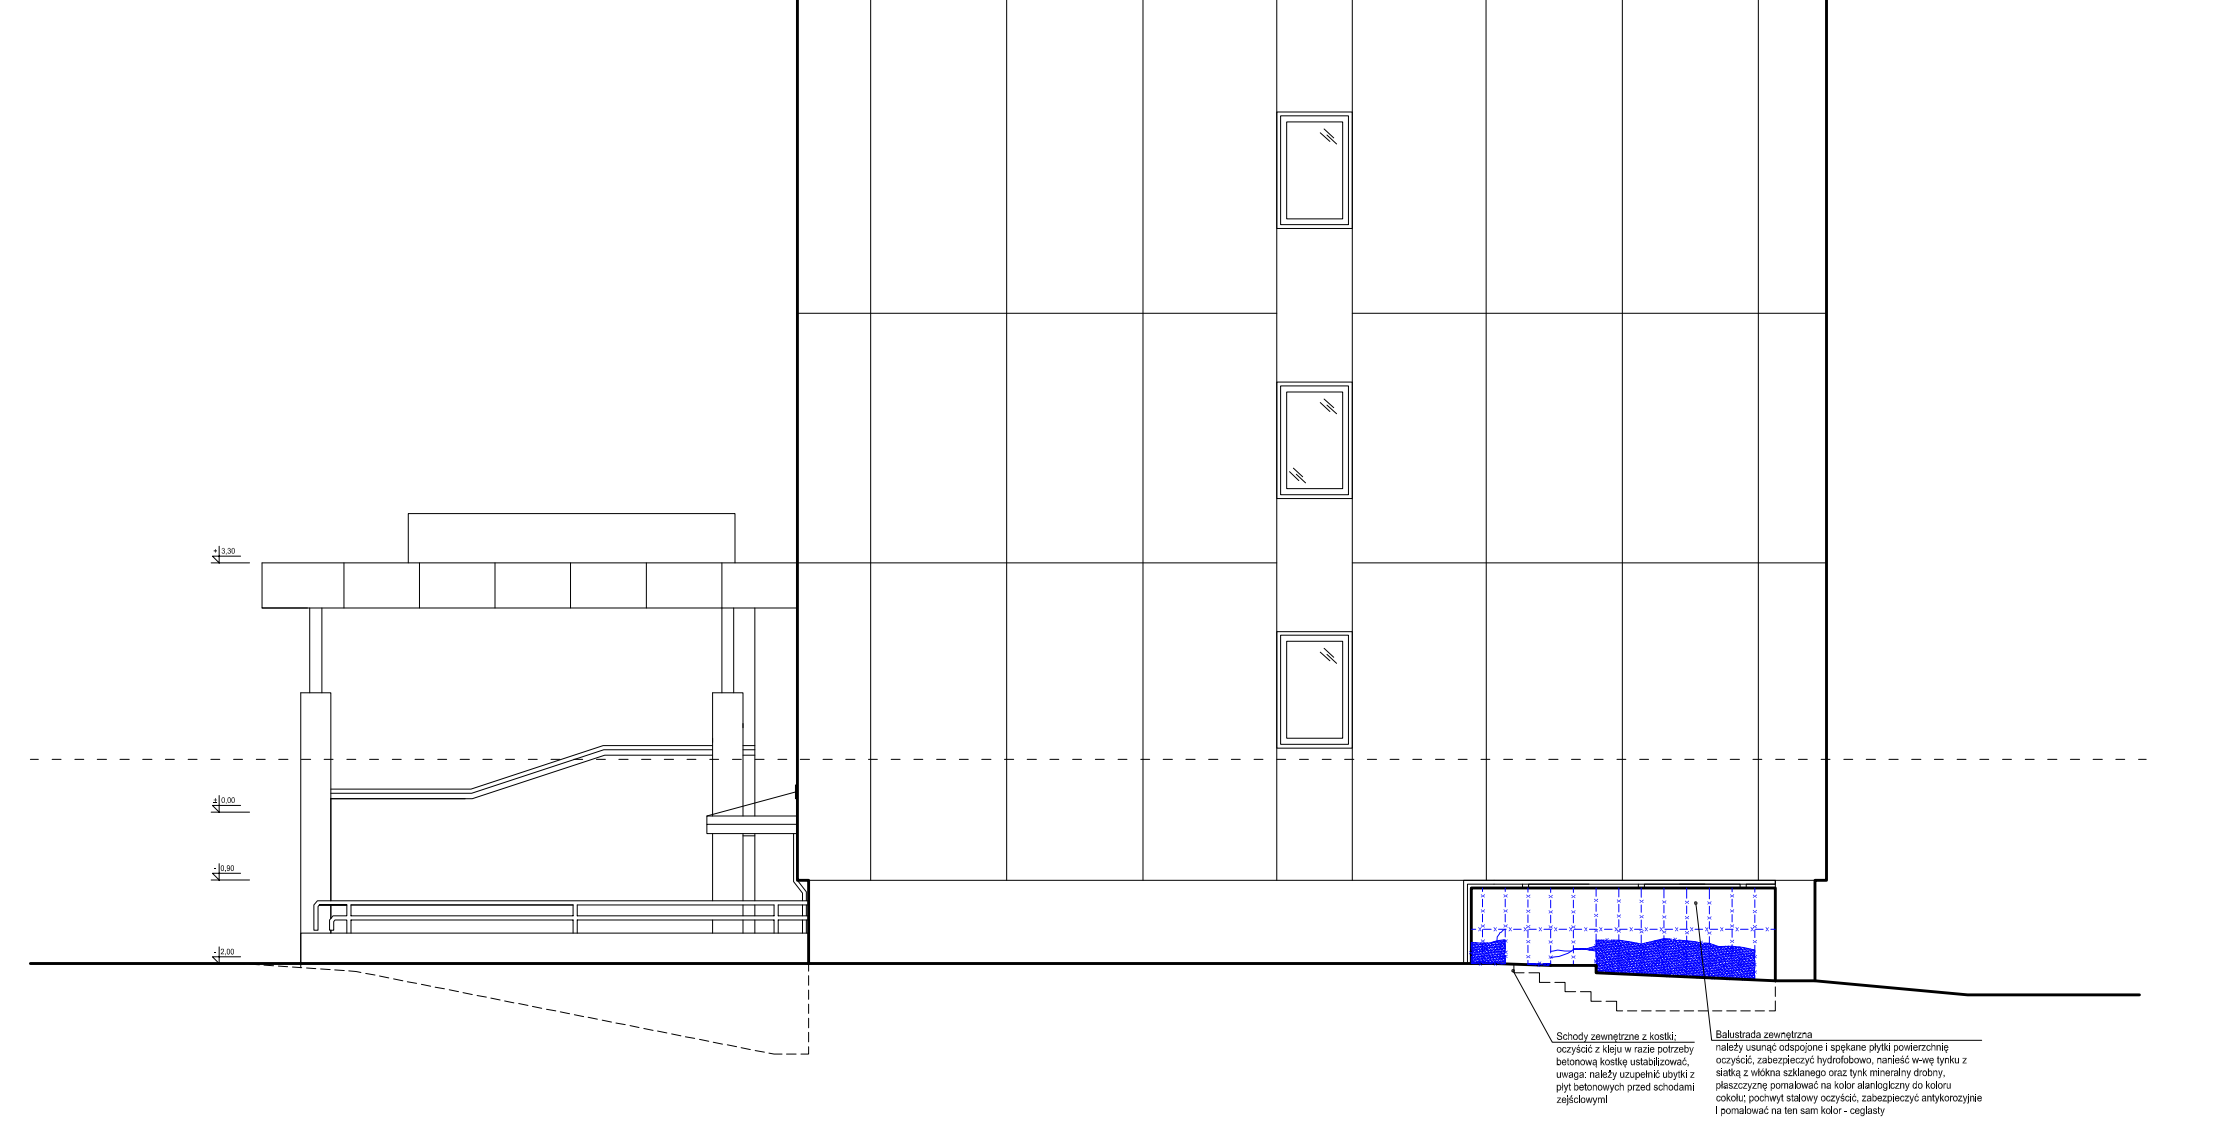 + 3,30
± 0,00
- 0,90
- 2,00
Schody zewnętrzne z kostki;
oczyścić z kleju w razie potrzeby
betonową kostkę ustabilizować,
uwaga: należy uzupełnić ubytki z
płyt betonowych przed schodami
zejściowymi
Balustrada zewnętrzna
należy usunąć odspojone i spękane płytki powierzchnię
oczyścić, zabezpieczyć hydrofobowo, nanieść w-wę tynku z
siatką z włókna szklanego oraz tynk mineralny drobny,
płaszczyznę pomalować na kolor alanlogiczny do koloru
cokołu; pochwyt stalowy oczyścić, zabezpieczyć antykorozyjnie
i pomalować na ten sam kolor - ceglasty